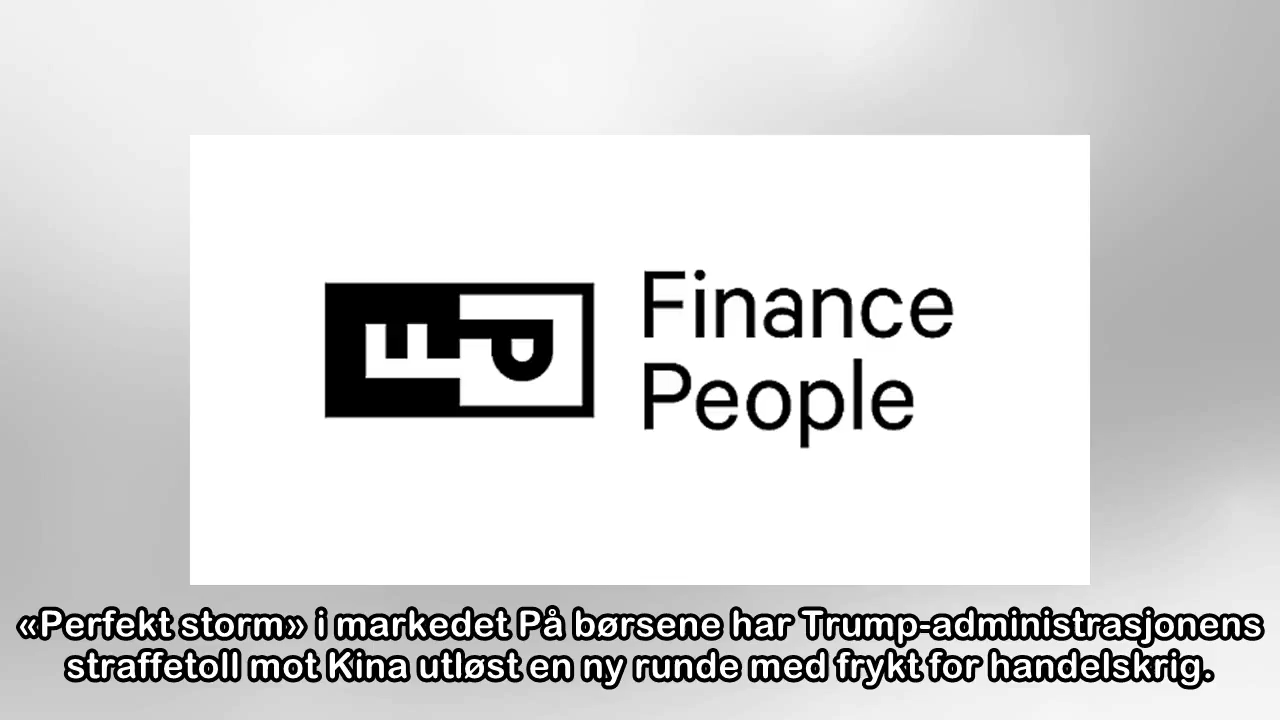 FP
Finance
People
«Perfekt storm» i markedet På børsene har Trump-administrasjonens
straffetoll mot Kina utløst en ny runde med frykt for handelskrig.